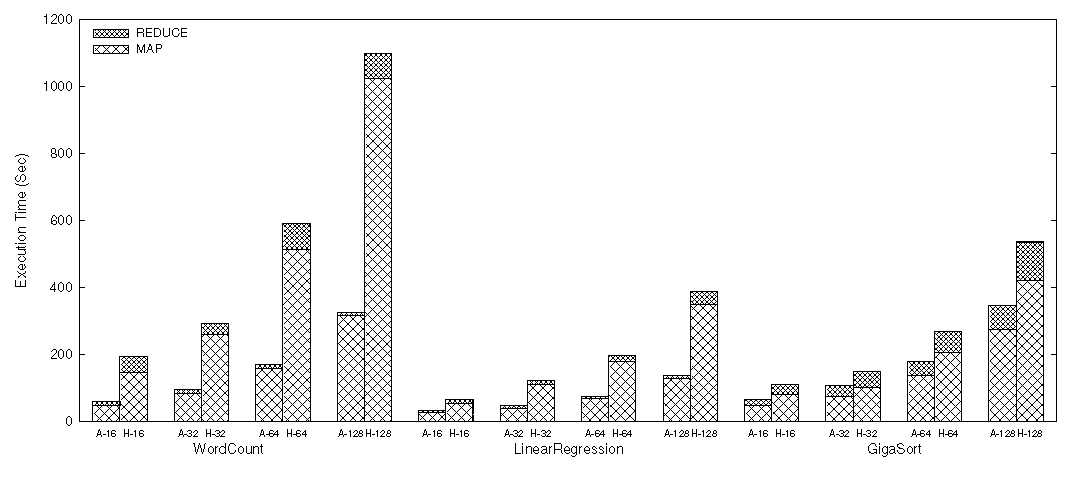 1200
REDUCE
MAP
1000
800
600
400
200
0
Execution Time (Sec)
A-16 H-16 A-32 H-32 A-64 H-64 A-128 H-128 A-16 H-16 A-32 H-32 A-64 H-64 A-128 H-128 A-16 H-16 A-32 H-32 A-64 H-64 A-128 H-128
WordCount LinearRegression GigaSort